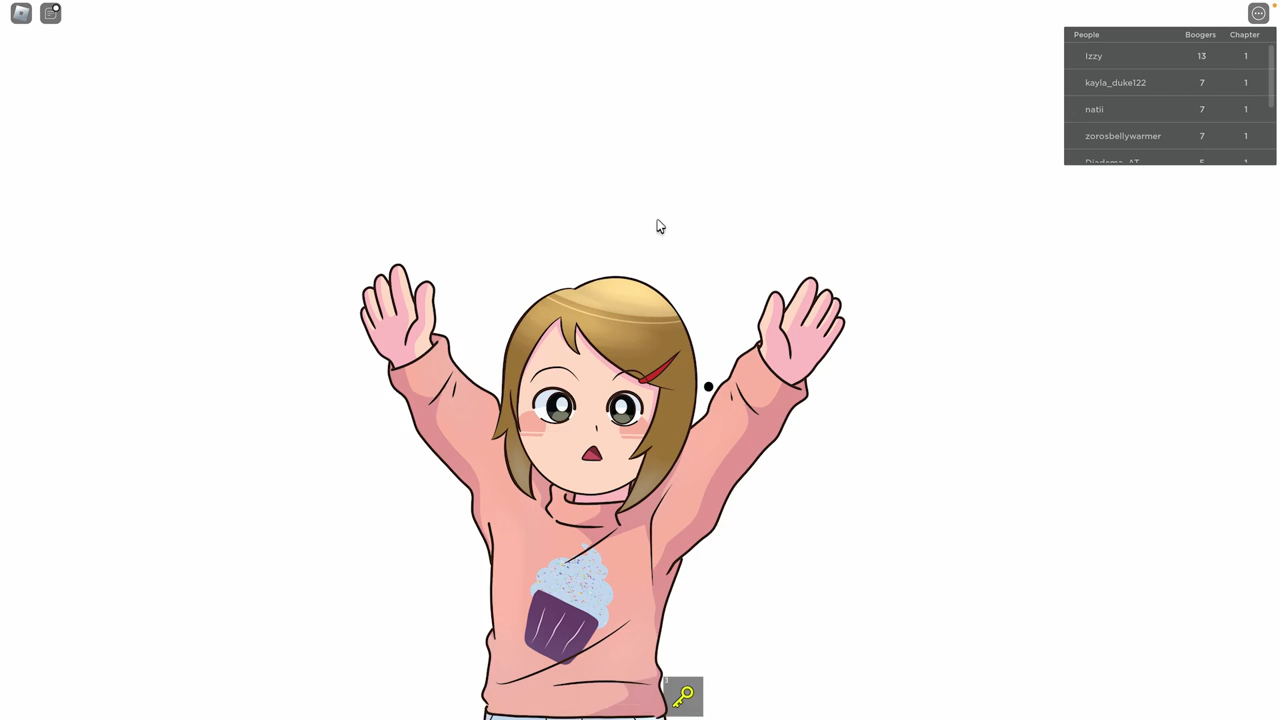 People Boogers Chapter
Izzy 13 1
kayla_duke122 7 1
natii 7 1
zorosbellywarmer 7 1